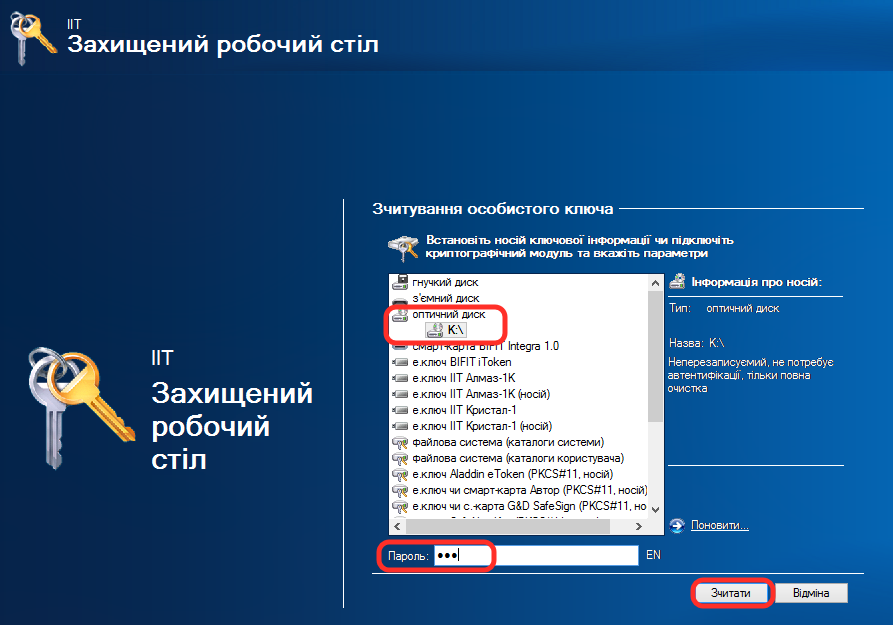 ІІТ
Захищений робочий стіл
Зчитування особистого ключа
Встановіть носій ключової інформації чи підключіть
криптографічний модуль та вкажіть параметри
гнучкий диск
з'ємний диск
оптичний диск
K:\
смарт-карта BIFIT Integra 1.0
е.ключ BIFIT iToken
е.ключ ІІТ Алмаз-1К
е.ключ ІІТ Алмаз-1К (носій)
е.ключ ІІТ Кристал-1
е.ключ ІІТ Кристал-1 (носій)
файлова система (каталоги системи)
файлова система (каталоги користувача)
е.ключ Aladdin eToken (PKCS#11, носій)
е.ключ чи смарт-карта Автор (PKCS#11, носій)
е.ключ чи с.-карта G&D SafeSign (PKCS#11, но
Інформація про носій:
Тип: оптичний диск
Назва: K:\
Неперезаписуємий, не потребує
автентифікації, тільки повна
очистка
Поновити...
Пароль: ●●●
EN
Зчитати
Відміна
ІІТ
Захищений
робочий
стіл